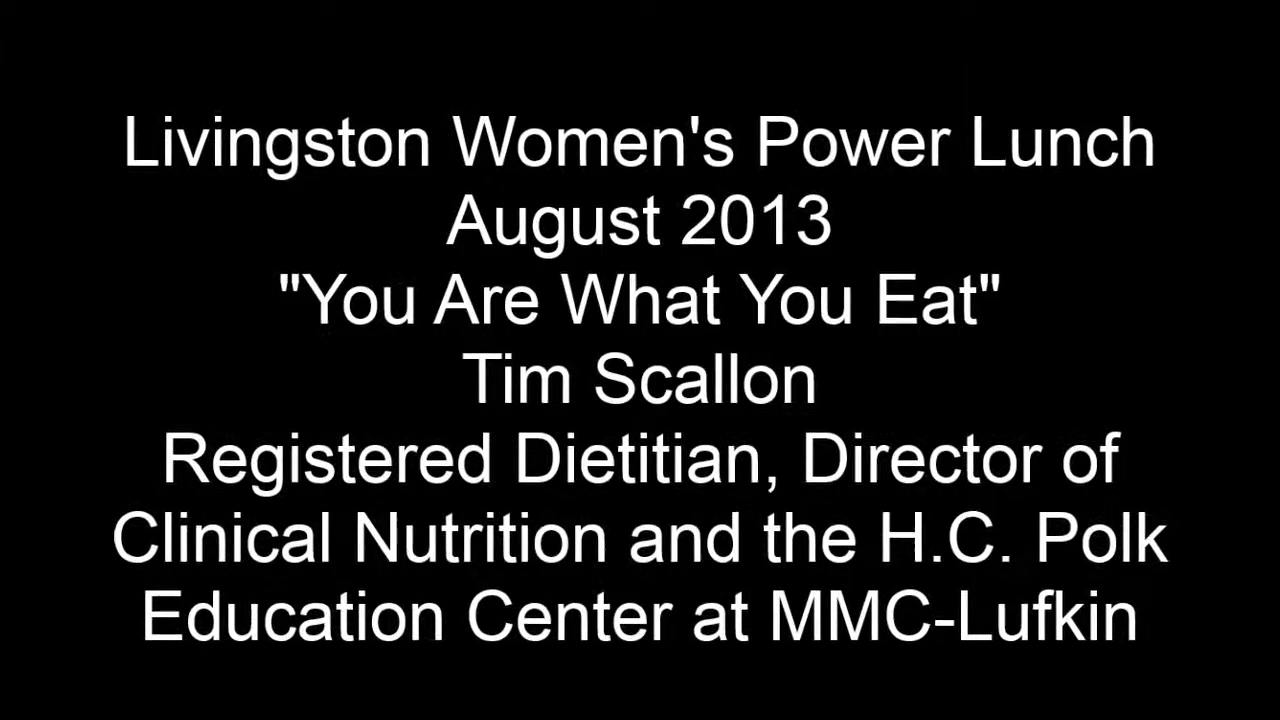 Livingston Women's Power Lunch
August 2013
"You Are What You Eat"
Tim Scallon
Registered Dietitian, Director of
Clinical Nutrition and the H.C. Polk
Education Center at MMC-Lufkin